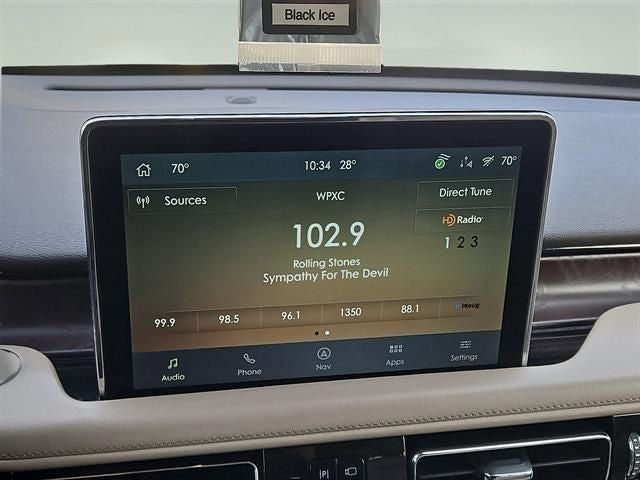 Black Ice
70° 10:34 28° 70°
Sources WPXC Direct Tune
102.9 HD Radio
1 2 3
Rolling Stones
Sympathy For The Devil
99.9 98.5 96.1 1350 88.1
Audio Phone Nav Apps Settings
P